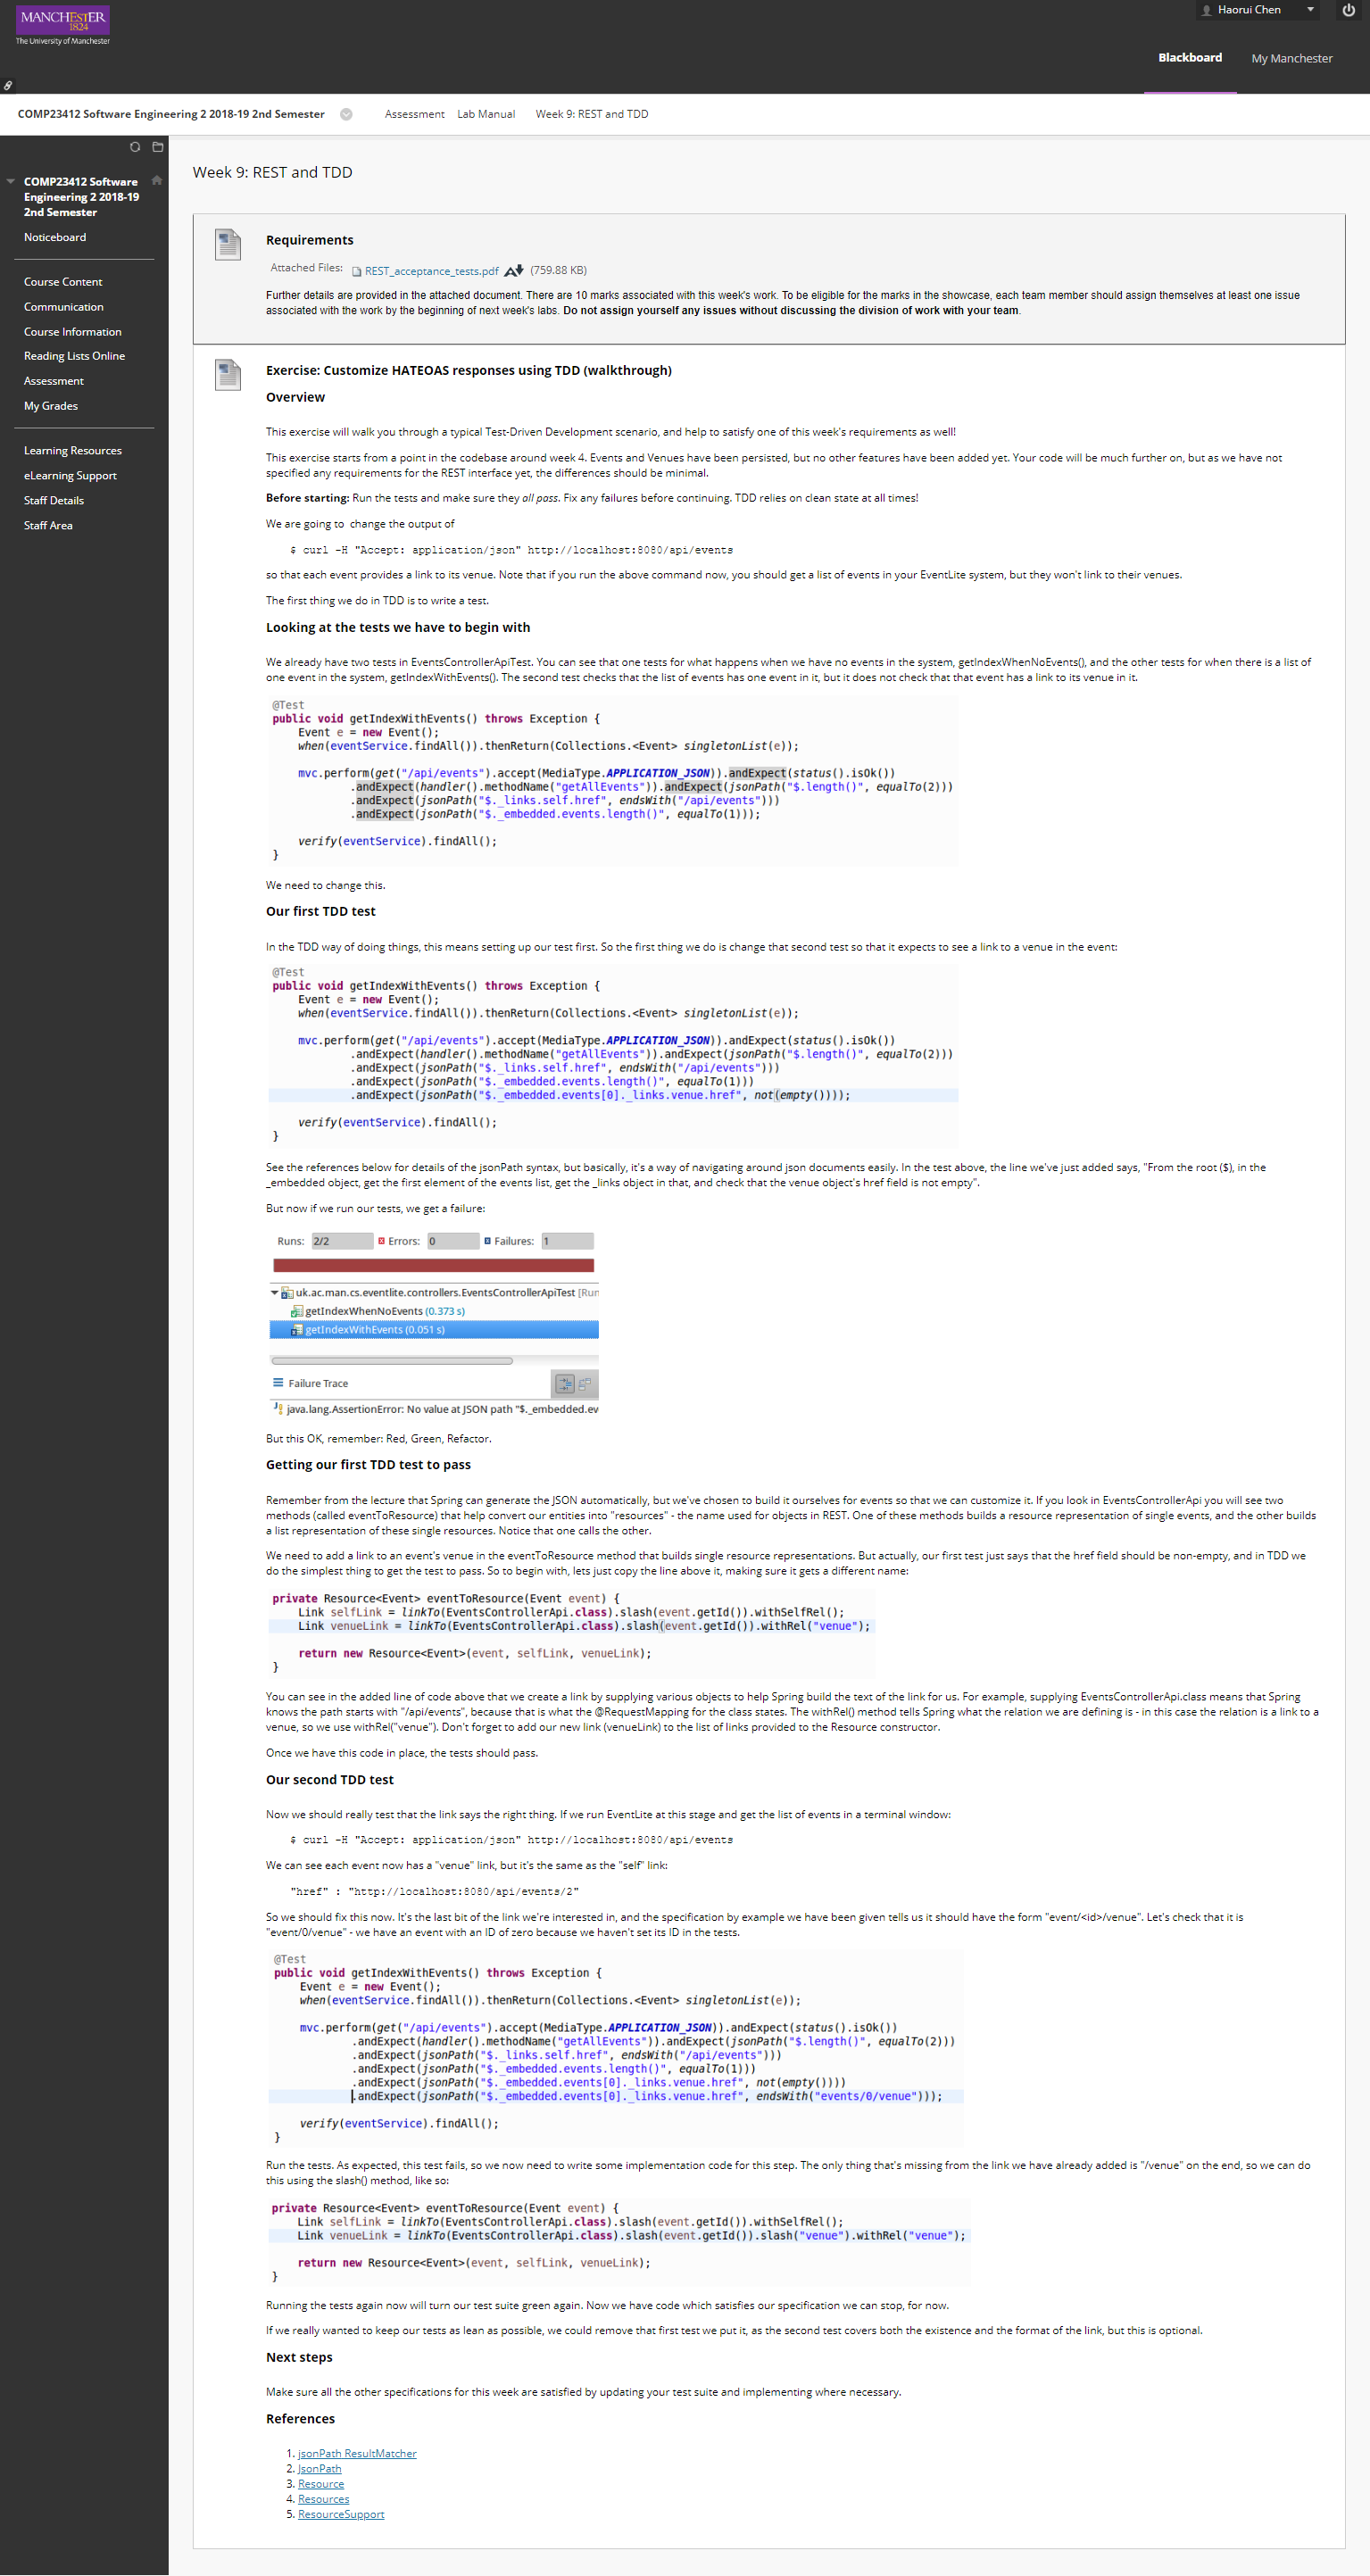 MANCHESTER
1824
The University of Manchester
Haorui Chen
Blackboard
My Manchester
COMP23412 Software Engineering 2 2018-19 2nd Semester
Assessment
Lab Manual
Week 9: REST and TDD
COMP23412 Software
Engineering 2 2018-19
2nd Semester
Noticeboard
Course Content
Communication
Course Information
Reading Lists Online
Assessment
My Grades
Learning Resources
eLearning Support
Staff Details
Staff Area
Week 9: REST and TDD
Requirements
Attached Files: REST_acceptance_tests.pdf (759.88 KB)
Further details are provided in the attached document. There are 10 marks associated with this week's work. To be eligible for the marks in the showcase, each team member should assign themselves at least one issue
associated with the work by the beginning of next week's labs. Do not assign yourself any issues without discussing the division of work with your team.
Exercise: Customize HATEOAS responses using TDD (walkthrough)
Overview
This exercise will walk you through a typical Test-Driven Development scenario, and help to satisfy one of this week's requirements as well!
This exercise starts from a point in the codebase around week 4. Events and Venues have been persisted, but no other features have been added yet. Your code will be much further on, but as we have not
specified any requirements for the REST interface yet, the differences should be minimal.
Before starting: Run the tests and make sure they all pass. Fix any failures before continuing. TDD relies on clean state at all times!
We are going to change the output of
$ curl -H "Accept: application/json" http://localhost:8080/api/events
so that each event provides a link to its venue. Note that if you run the above command now, you should get a list of events in your EventLite system, but they won't link to their venues.
The first thing we do in TDD is to write a test.
Looking at the tests we have to begin with
We already have two tests in EventsControllerApiTest. You can see that one tests for what happens when we have no events in the system, getIndexWhenNoEvents(), and the other tests for when there is a list of
one event in the system, getIndexWithEvents(). The second test checks that the list of events has one event in it, but it does not check that that event has a link to its venue in it.
@Test
public void getIndexWithEvents() throws Exception {
Event e = new Event();
when(eventService.findAll()).thenReturn(Collections.<Event> singletonList(e));
mvc.perform(get("/api/events").accept(MediaType.APPLICATION_JSON)).andExpect(status().isOk())
.andExpect(handler().methodName("getAllEvents")).andExpect(jsonPath("$.length()", equalTo(2)))
.andExpect(jsonPath("$._links.self.href", endsWith("/api/events")))
.andExpect(jsonPath("$._embedded.events.length()", equalTo(1)));
verify(eventService).findAll();
}
We need to change this.
Our first TDD test
In the TDD way of doing things, this means setting up our test first. So the first thing we do is change that second test so that it expects to see a link to a venue in the event:
@Test
public void getIndexWithEvents() throws Exception {
Event e = new Event();
when(eventService.findAll()).thenReturn(Collections.<Event> singletonList(e));
mvc.perform(get("/api/events").accept(MediaType.APPLICATION_JSON)).andExpect(status().isOk())
.andExpect(handler().methodName("getAllEvents")).andExpect(jsonPath("$.length()", equalTo(2)))
.andExpect(jsonPath("$._links.self.href", endsWith("/api/events")))
.andExpect(jsonPath("$._embedded.events.length()", equalTo(1)))
.andExpect(jsonPath("$._embedded.events[0]._links.venue.href", not(empty())));
verify(eventService).findAll();
}
See the references below for details of the jsonPath syntax, but basically, it's a way of navigating around json documents easily. In the test above, the line we've just added says, "From the root ($), in the
_embedded object, get the first element of the events list, get the _links object in that, and check that the venue object's href field is not empty".
But now if we run our tests, we get a failure:
Runs: 2/2 Errors: 0 Failures: 1
uk.ac.man.cs.eventlite.controllers.EventsControllerApiTest [Run
getIndexWhenNoEvents (0.373 s)
getIndexWithEvents (0.051 s)
Failure Trace
java.lang.AssertionError: No value at JSON path "$._embedded.ev
But this OK, remember: Red, Green, Refactor.
Getting our first TDD test to pass
Remember from the lecture that Spring can generate the JSON automatically, but we've chosen to build it ourselves for events so that we can customize it. If you look in EventsControllerApi you will see two
methods (called eventToResource) that help convert our entities into "resources" - the name used for objects in REST. One of these methods builds a resource representation of single events, and the other builds
a list representation of these single resources. Notice that one calls the other.
We need to add a link to an event's venue in the eventToResource method that builds single resource representations. But actually, our first test just says that the href field should be non-empty, and in TDD we
do the simplest thing to get the test to pass. So to begin with, lets just copy the line above it, making sure it gets a different name:
private Resource<Event> eventToResource(Event event) {
Link selfLink = linkTo(EventsControllerApi.class).slash(event.getId()).withSelfRel();
Link venueLink = linkTo(EventsControllerApi.class).slash(event.getId()).withRel("venue");
return new Resource<Event>(event, selfLink, venueLink);
}
You can see in the added line of code above that we create a link by supplying various objects to help Spring build the text of the link for us. For example, supplying EventsControllerApi.class means that Spring
knows the path starts with "/api/events", because that is what the @RequestMapping for the class states. The withRel() method tells Spring what the relation we are defining is - in this case the relation is a link to a
venue, so we use withRel("venue"). Don't forget to add our new link (venueLink) to the list of links provided to the Resource constructor.
Once we have this code in place, the tests should pass.
Our second TDD test
Now we should really test that the link says the right thing. If we run EventLite at this stage and get the list of events in a terminal window:
$ curl -H "Accept: application/json" http://localhost:8080/api/events
We can see each event now has a "venue" link, but it's the same as the "self" link:
"href" : "http://localhost:8080/api/events/2"
So we should fix this now. It's the last bit of the link we're interested in, and the specification by example we have been given tells us it should have the form "event/<id>/venue". Let's check that it is
"event/0/venue" - we have an event with an ID of zero because we haven't set its ID in the tests.
@Test
public void getIndexWithEvents() throws Exception {
Event e = new Event();
when(eventService.findAll()).thenReturn(Collections.<Event> singletonList(e));
mvc.perform(get("/api/events").accept(MediaType.APPLICATION_JSON)).andExpect(status().isOk())
.andExpect(handler().methodName("getAllEvents")).andExpect(jsonPath("$.length()", equalTo(2)))
.andExpect(jsonPath("$._links.self.href", endsWith("/api/events")))
.andExpect(jsonPath("$._embedded.events.length()", equalTo(1)))
.andExpect(jsonPath("$._embedded.events[0]._links.venue.href", not(empty())))
.andExpect(jsonPath("$._embedded.events[0]._links.venue.href", endsWith("events/0/venue")));
verify(eventService).findAll();
}
Run the tests. As expected, this test fails, so we now need to write some implementation code for this step. The only thing that's missing from the link we have already added is "/venue" on the end, so we can do
this using the slash() method, like so:
private Resource<Event> eventToResource(Event event) {
Link selfLink = linkTo(EventsControllerApi.class).slash(event.getId()).withSelfRel();
Link venueLink = linkTo(EventsControllerApi.class).slash(event.getId()).slash("venue").withRel("venue");
return new Resource<Event>(event, selfLink, venueLink);
}
Running the tests again now will turn our test suite green again. Now we have code which satisfies our specification we can stop, for now.
If we really wanted to keep our tests as lean as possible, we could remove that first test we put it, as the second test covers both the existence and the format of the link, but this is optional.
Next steps
Make sure all the other specifications for this week are satisfied by updating your test suite and implementing where necessary.
References
1. jsonPath ResultMatcher
2. JsonPath
3. Resource
4. Resources
5. ResourceSupport